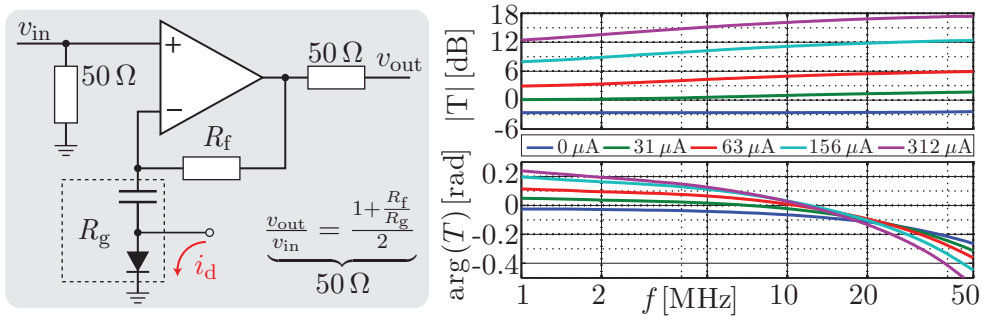 v_in
50 Ω
+
−
50 Ω
v_out
R_f
R_g
i_d
v_out / v_in = (1 + R_f / R_g) / 2
50 Ω
|T| [dB]
18
12
6
0
-6
0 μA 31 μA 63 μA 156 μA 312 μA
arg(T) [rad]
0.2
0
-0.2
-0.4
1 2 f [MHz] 10 20 50